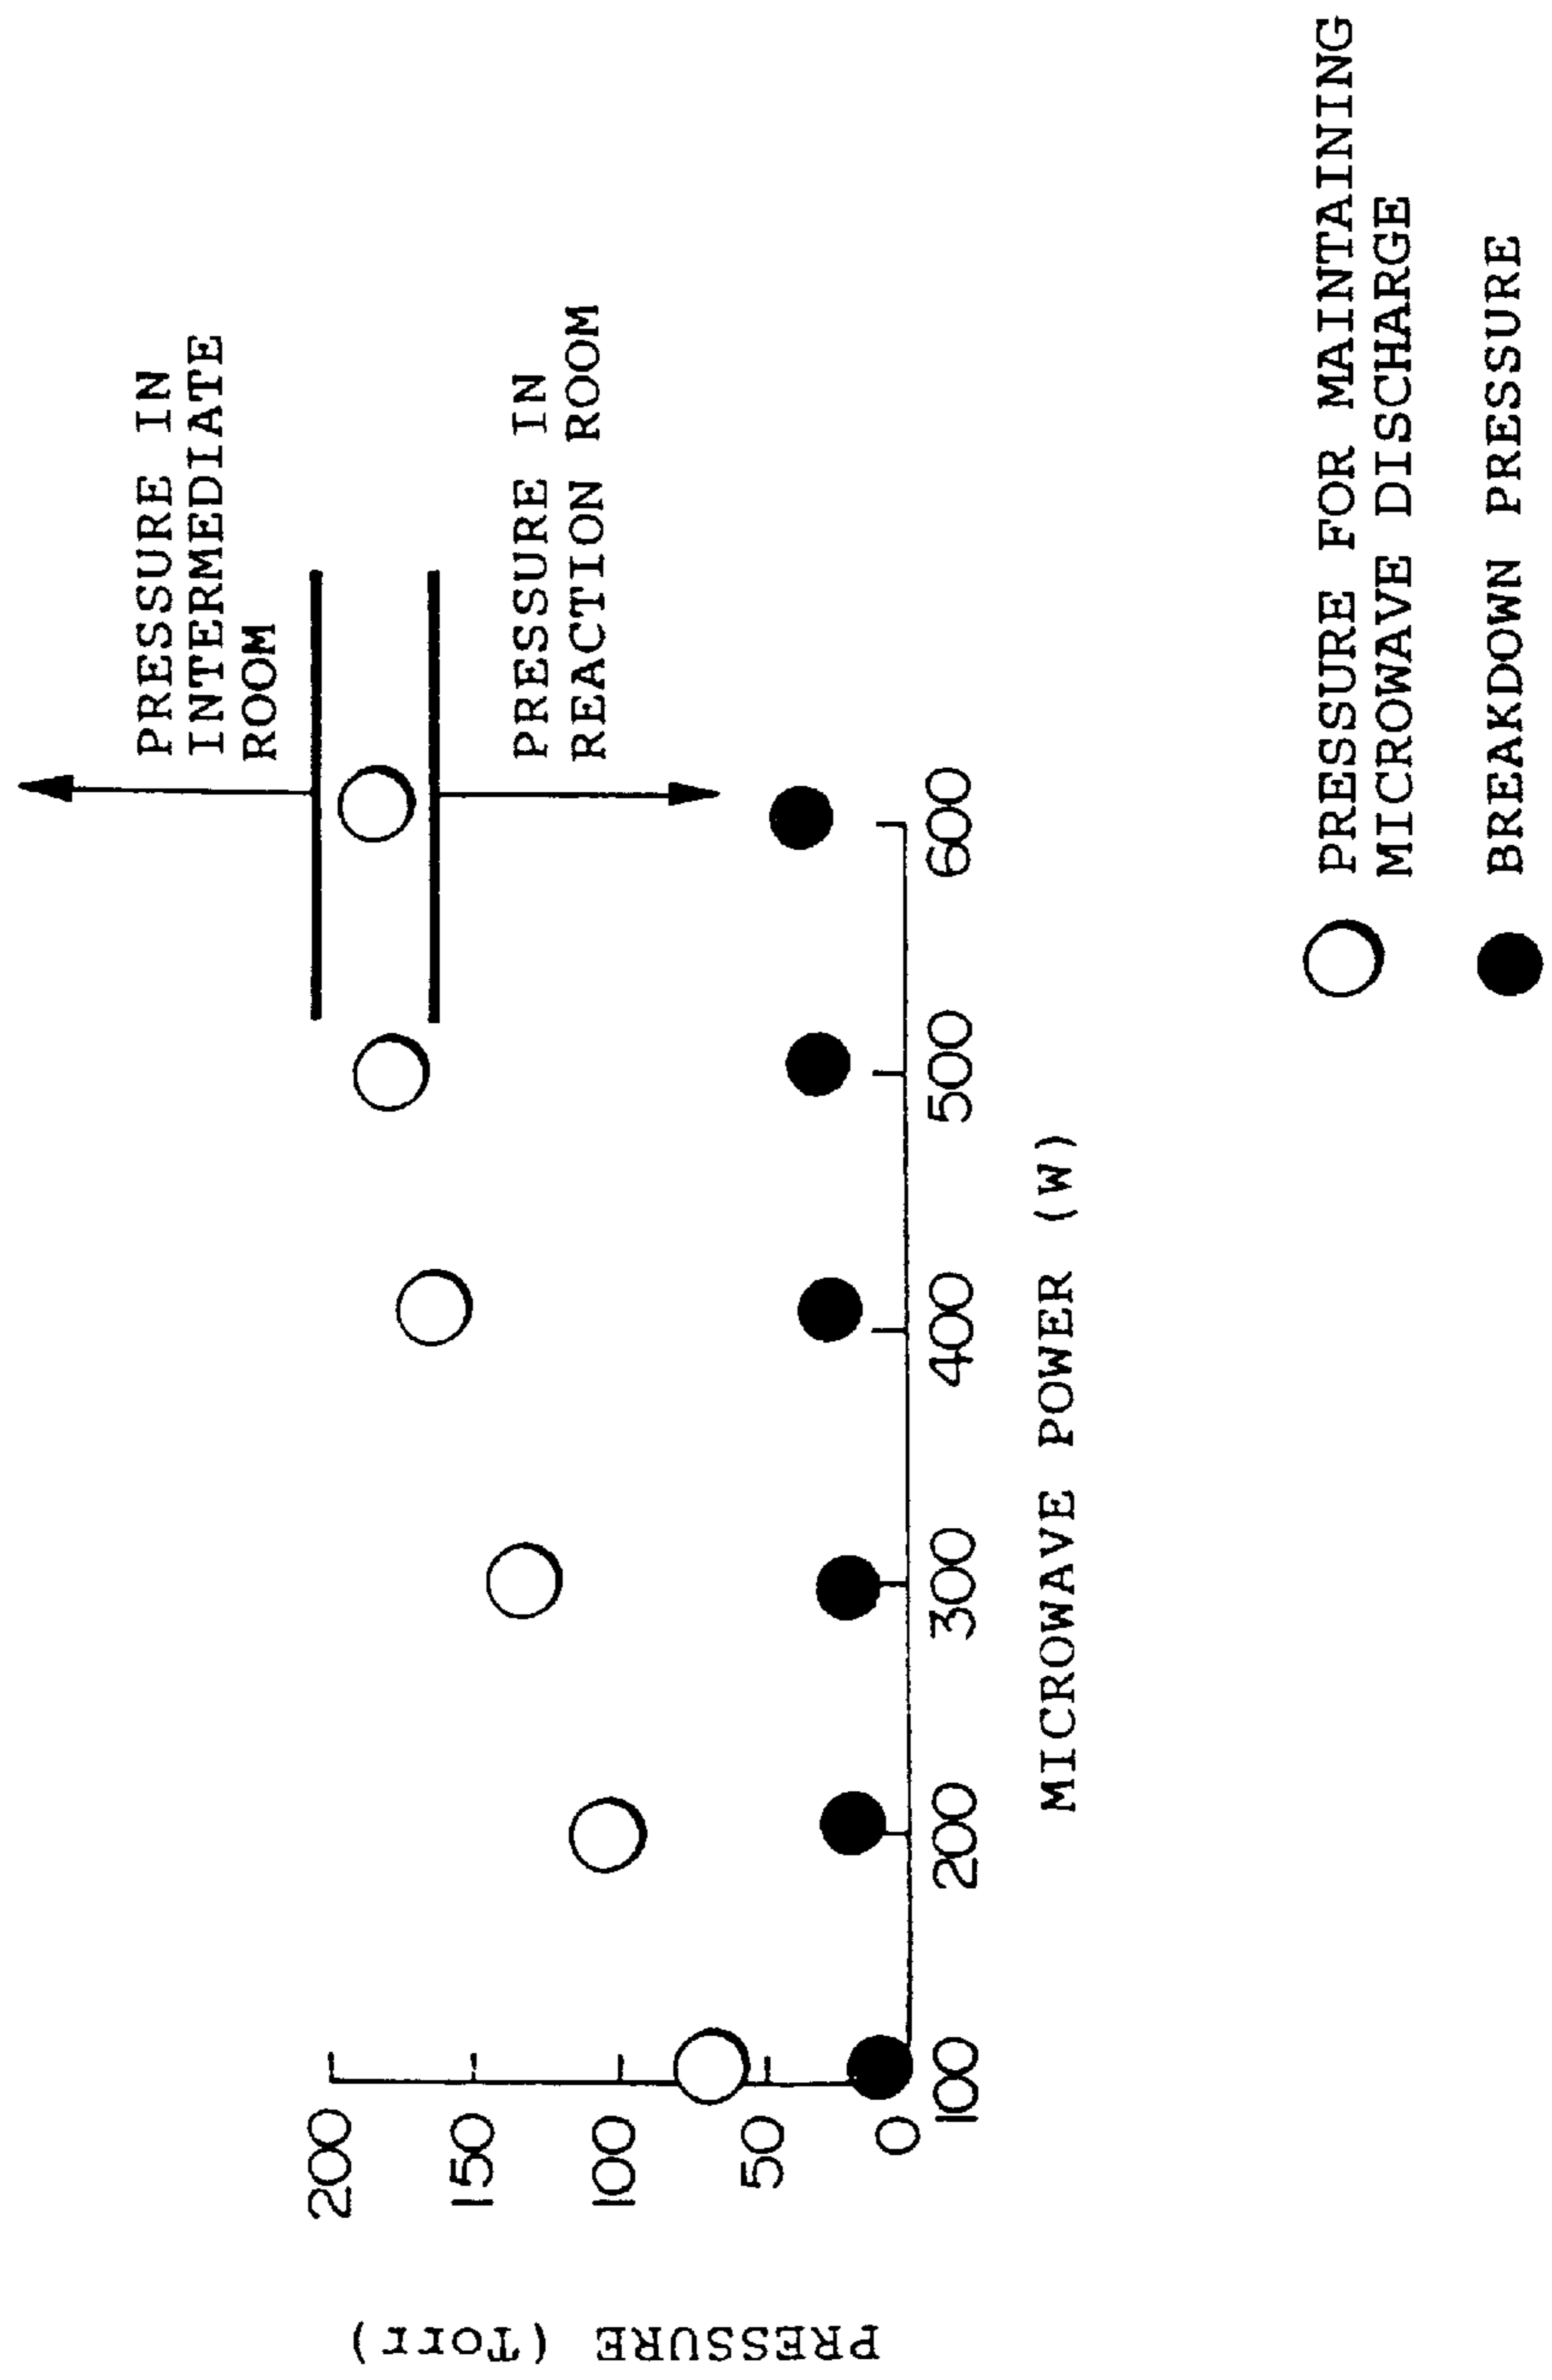 PRESSURE IN
INTERMEDIATE
ROOM
PRESSURE IN
REACTION ROOM
PRESSURE (Torr)
200
150
100
50
0
100
200
300
400
500
600
MICROWAVE POWER (W)
PRESSURE FOR MAINTAINING
MICROWAVE DISCHARGE
BREAKDOWN PRESSURE